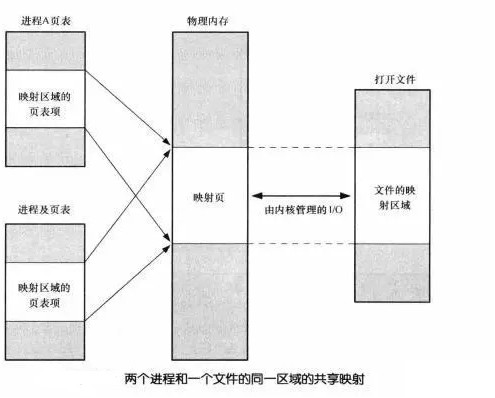 进程A页表
物理内存
打开文件
映射区域的
页表项
映射页
由内核管理的I/O
文件的映
射区域
进程及页表
映射区域的
页表项
两个进程和一个文件的同一区域的共享映射